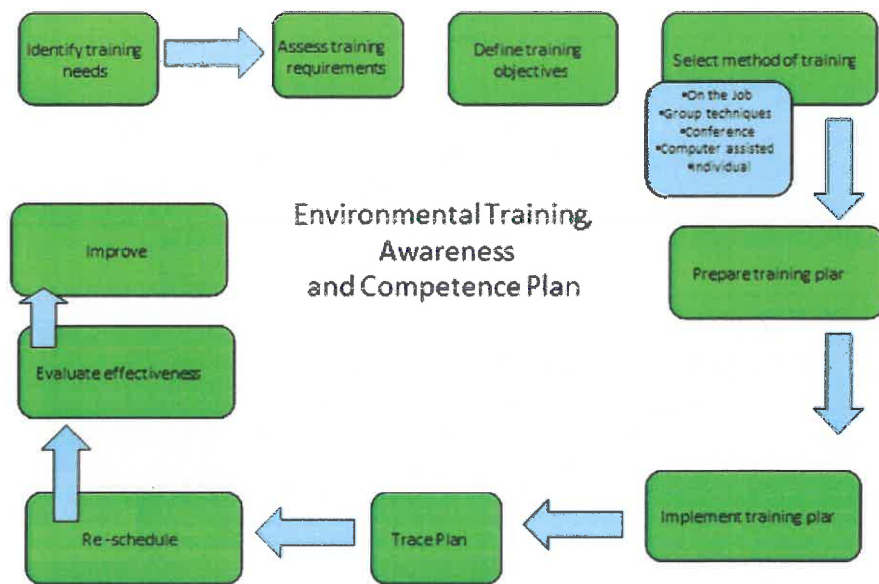 Identify training
needs
Assess training
requirements
Define training
objectives
Select method of training
•On the Job
•Group techniques
•Conference
•Computer assisted
•Individual
Environmental Training,
Awareness
and Competence Plan
Improve
Prepare training plar
Evaluate effectiveness
Re-schedule
Trace Plan
Implement training plar